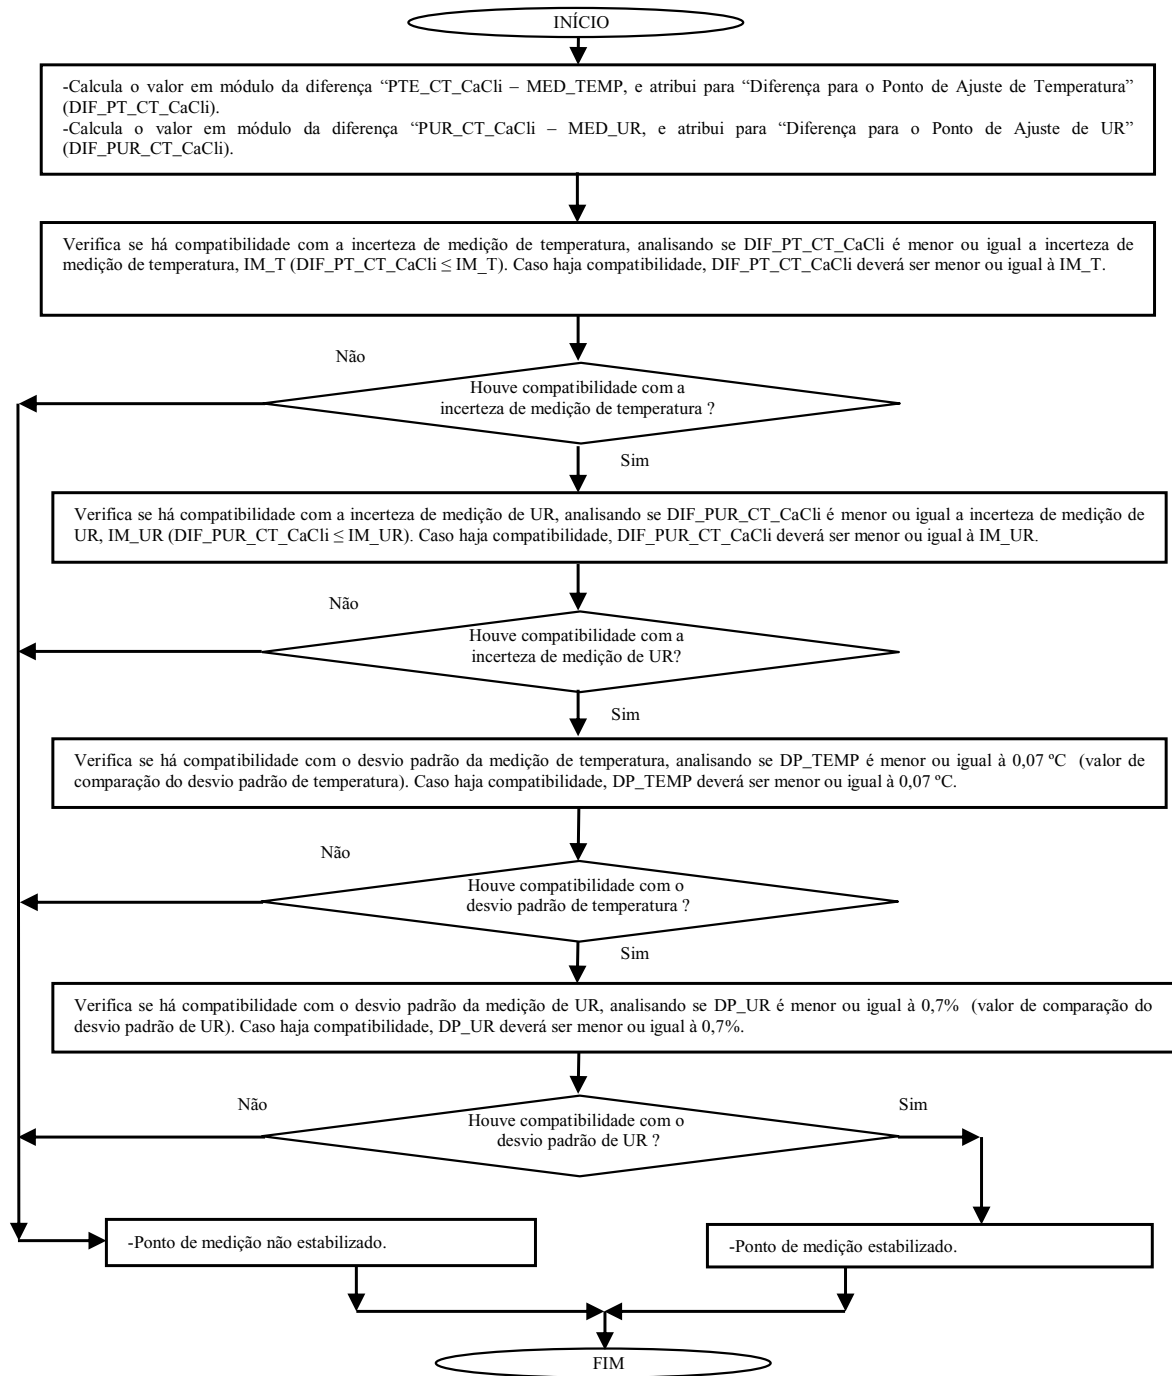 INÍCIO
-Calcula o valor em módulo da diferença “PTE_CT_CaCli – MED_TEMP, e atribui para “Diferença para o Ponto de Ajuste de Temperatura”
(DIF_PT_CT_CaCli).
-Calcula o valor em módulo da diferença “PUR_CT_CaCli – MED_UR, e atribui para “Diferença para o Ponto de Ajuste de UR”
(DIF_PUR_CT_CaCli).
Verifica se há compatibilidade com a incerteza de medição de temperatura, analisando se DIF_PT_CT_CaCli é menor ou igual a incerteza de
medição de temperatura, IM_T (DIF_PT_CT_CaCli ≤ IM_T). Caso haja compatibilidade, DIF_PT_CT_CaCli deverá ser menor ou igual à IM_T.
Não
Houve compatibilidade com a
incerteza de medição de temperatura ?
Sim
Verifica se há compatibilidade com a incerteza de medição de UR, analisando se DIF_PUR_CT_CaCli é menor ou igual a incerteza de medição de
UR, IM_UR (DIF_PUR_CT_CaCli ≤ IM_UR). Caso haja compatibilidade, DIF_PUR_CT_CaCli deverá ser menor ou igual à IM_UR.
Não
Houve compatibilidade com a
incerteza de medição de UR?
Sim
Verifica se há compatibilidade com o desvio padrão da medição de temperatura, analisando se DP_TEMP é menor ou igual à 0,07 ºC (valor de
comparação do desvio padrão de temperatura). Caso haja compatibilidade, DP_TEMP deverá ser menor ou igual à 0,07 ºC.
Não
Houve compatibilidade com o
desvio padrão de temperatura ?
Sim
Verifica se há compatibilidade com o desvio padrão da medição de UR, analisando se DP_UR é menor ou igual à 0,7% (valor de comparação do
desvio padrão de UR). Caso haja compatibilidade, DP_UR deverá ser menor ou igual à 0,7%.
Não
Sim
Houve compatibilidade com o
desvio padrão de UR ?
-Ponto de medição não estabilizado.
-Ponto de medição estabilizado.
FIM